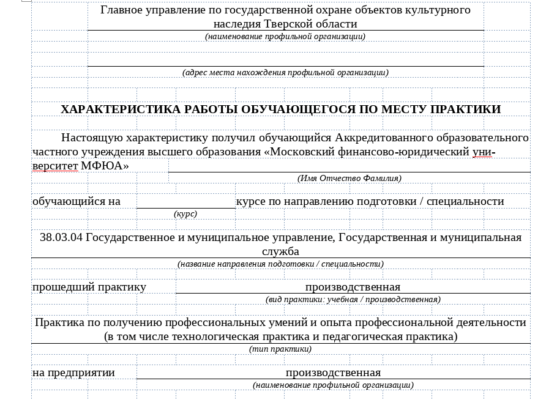 Главное управление по государственной охране объектов культурного
наследия Тверской области
(наименование профильной организации)
(адрес места нахождения профильной организации)
ХАРАКТЕРИСТИКА РАБОТЫ ОБУЧАЮЩЕГОСЯ ПО МЕСТУ ПРАКТИКИ
Настоящую характеристику получил обучающийся Аккредитованного образовательного
частного учреждения высшего образования «Московский финансово-юридический уни-
верситет МФЮА»
(Имя Отчество Фамилия)
обучающийся на курсе по направлению подготовки / специальности
(курс)
38.03.04 Государственное и муниципальное управление, Государственная и муниципальная
служба
(название направления подготовки / специальности)
прошедший практику производственная
(вид практики: учебная / производственная)
Практика по получению профессиональных умений и опыта профессиональной деятельности
(в том числе технологическая практика и педагогическая практика)
(тип практики)
на предприятии производственная
(наименование профильной организации)